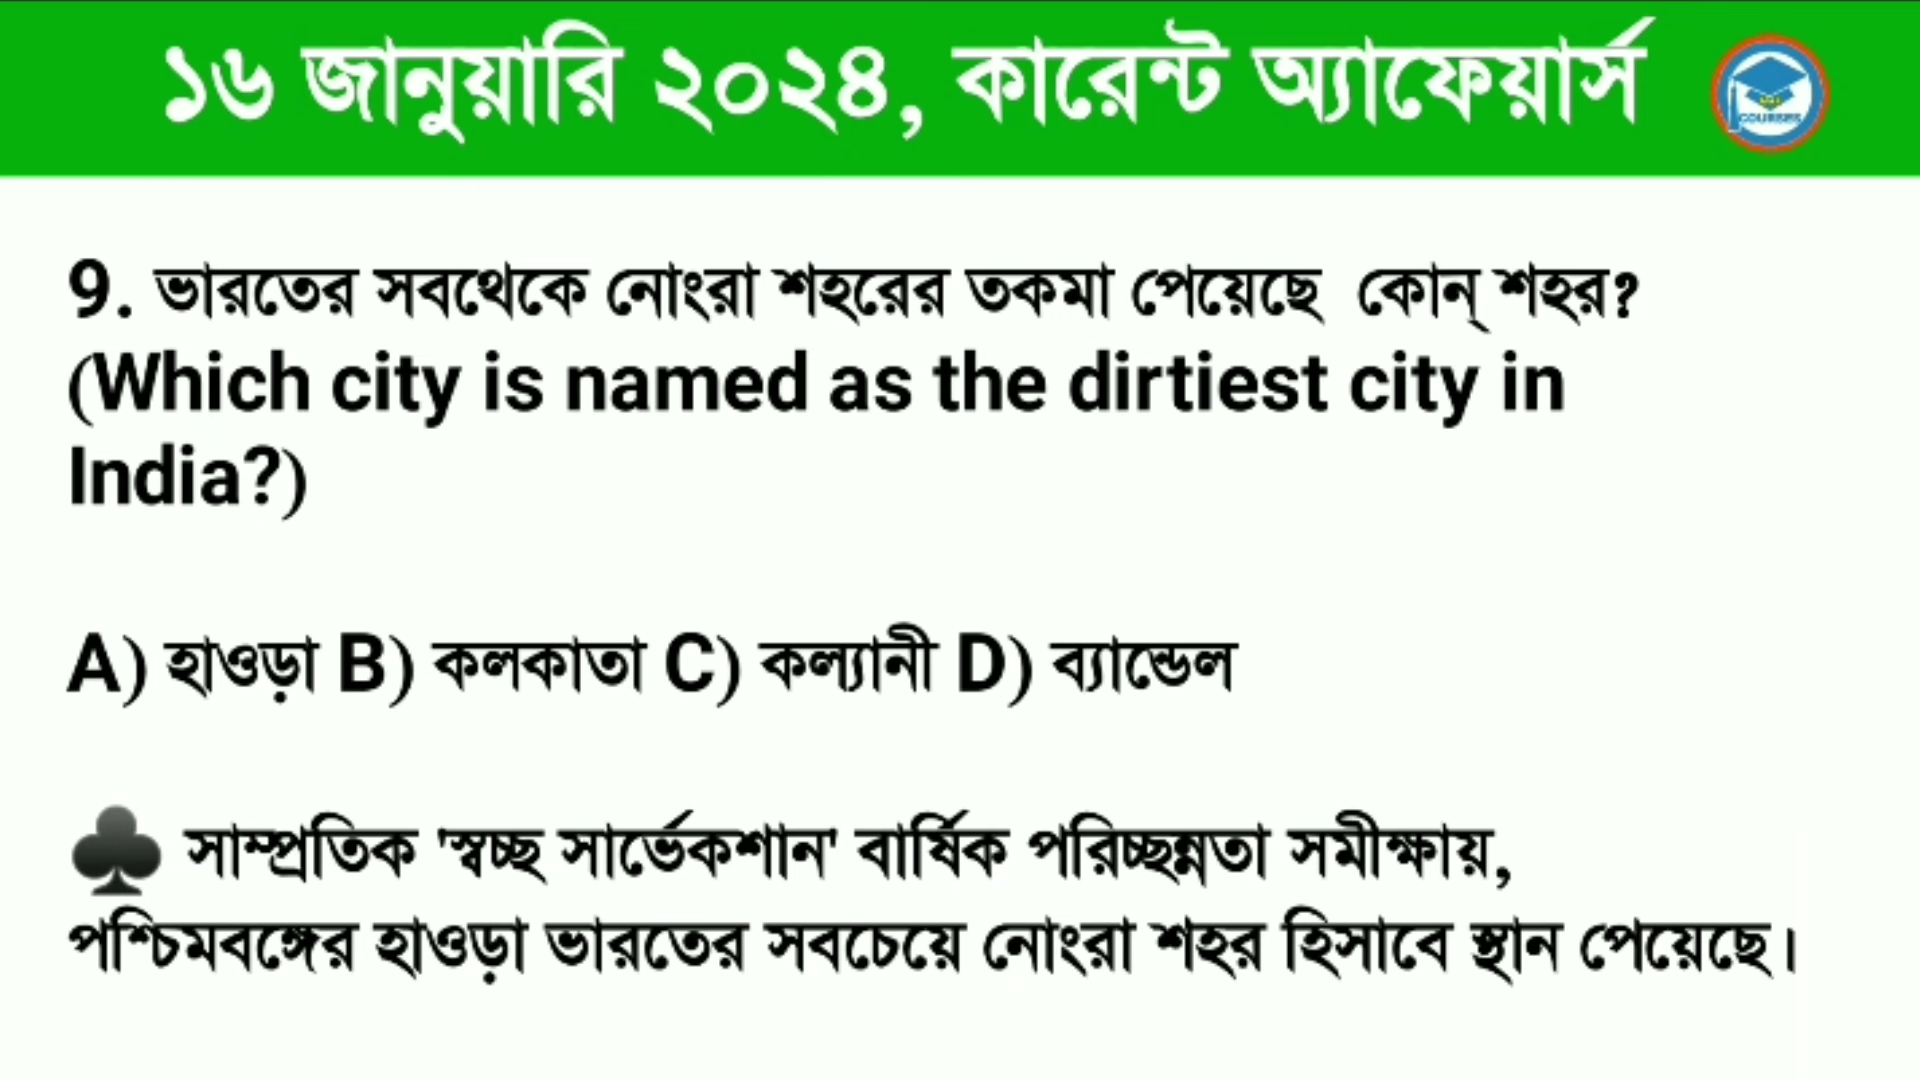 ১৬ জানুয়ারি ২০২৪, কারেন্ট অ্যাফেয়ার্স
COURSES
9. ভারতের সবথেকে নোংরা শহরের তকমা পেয়েছে কোন্ শহর?
(Which city is named as the dirtiest city in
India?)
A) হাওড়া B) কলকাতা C) কল্যানী D) ব্যান্ডেল
♣ সাম্প্রতিক 'স্বচ্ছ সার্ভেকশান' বার্ষিক পরিচ্ছন্নতা সমীক্ষায়,
পশ্চিমবঙ্গের হাওড়া ভারতের সবচেয়ে নোংরা শহর হিসাবে স্থান পেয়েছে।